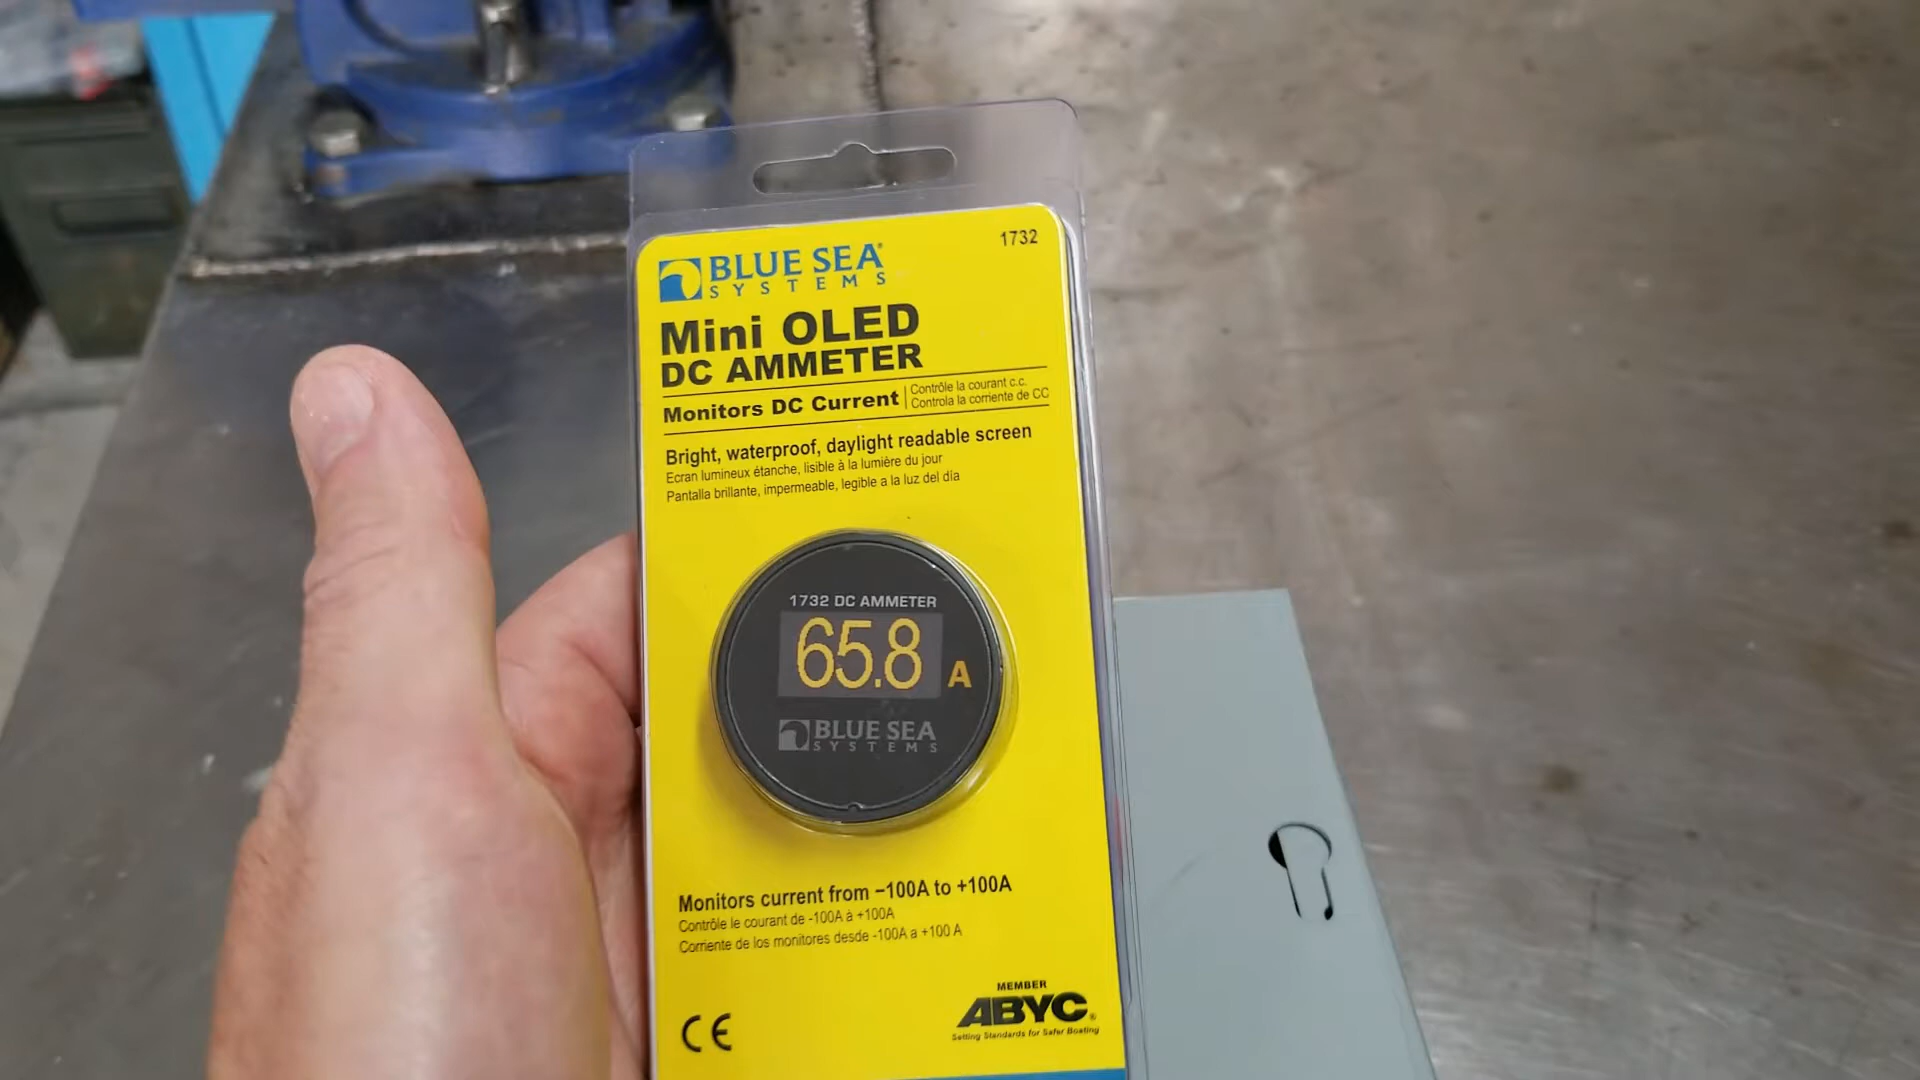 1732
BLUE SEA®
SYSTEMS
Mini OLED
DC AMMETER
Monitors DC Current
Contrôle la courant c.c.
Controla la corriente de CC
Bright, waterproof, daylight readable screen
Ecran lumineux étanche, lisible à la lumière du jour
Pantalla brillante, impermeable, legible a la luz del día
1732 DC AMMETER
65.8 A
BLUE SEA
SYSTEMS
Monitors current from −100A to +100A
Contrôle le courant de -100A à +100A
Corriente de los monitores desde -100A a +100 A
CE
MEMBER
ABYC®
Setting Standards for Safer Boating